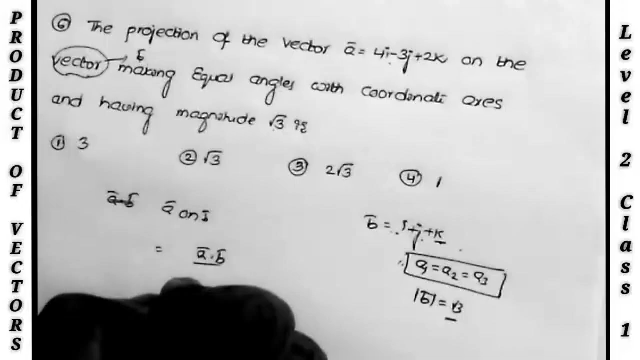 PRODUCT OF VECTORS
⑥ The projection of the vector ā = 4i-3j+2k on the
vector b̄ making Equal angles with coordinate axes
and having magnitude √3 is
① 3
② √3
③ 2√3
④ 1
ā on b̄
= ā.b̄
b̄ = i+j+k
∴ a₁ = a₂ = a₃
|b̄| = √3
Level 2 Class 1